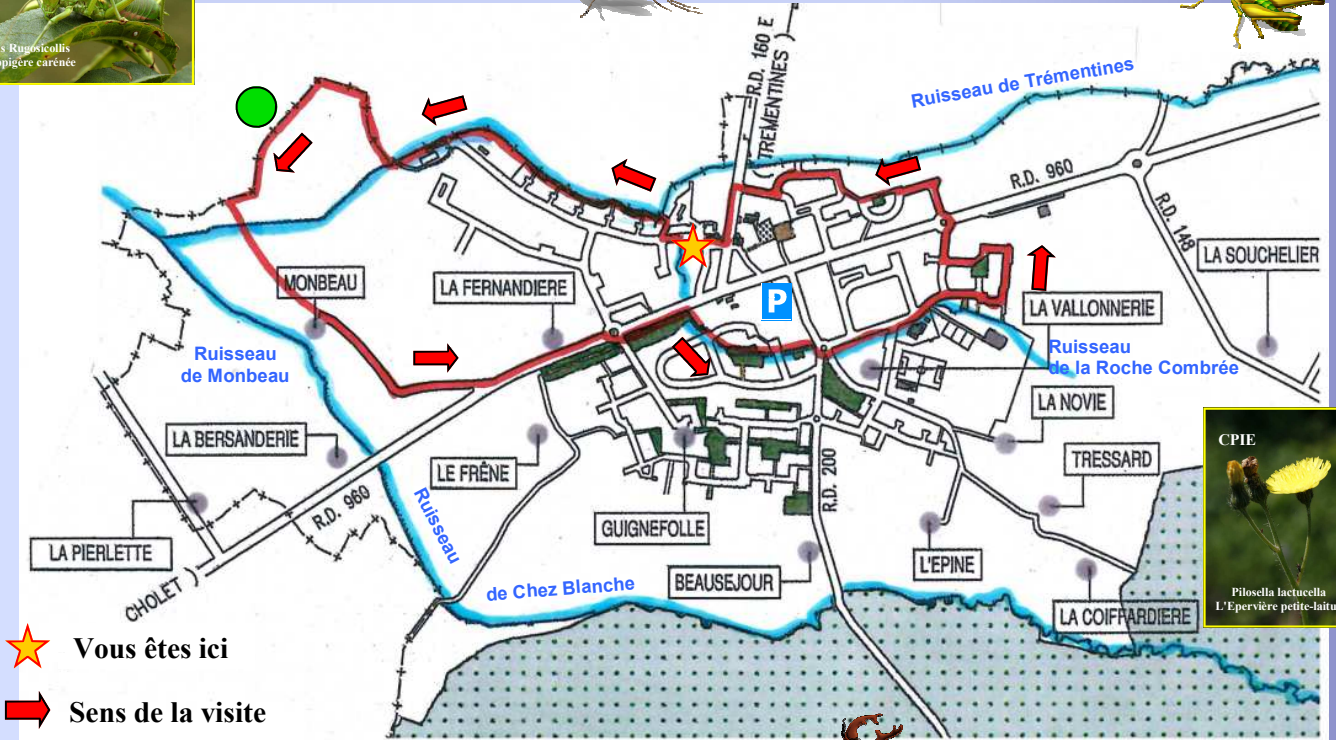 Rugosicollis
carénée
R.D. 160 E
( TREMENTINES )
Ruisseau de Trémentines
R.D. 960
R.D. 148
LA SOUCHELIER
MONBEAU
LA FERNANDIERE
P
LA VALLONNERIE
Ruisseau
de Monbeau
Ruisseau
de la Roche Combrée
LA NOVIE
LA BERSANDERIE
LE FRÊNE
TRESSARD
CPIE
R.D. 960
Ruisseau
R.D. 200
GUIGNEFOLLE
LA PIERLETTE
L'EPINE
BEAUSEJOUR
de Chez Blanche
CHOLET )
LA COIFFARDIERE
Pilosella lactucella
L'Epervière petite-laitu
Vous êtes ici
Sens de la visite